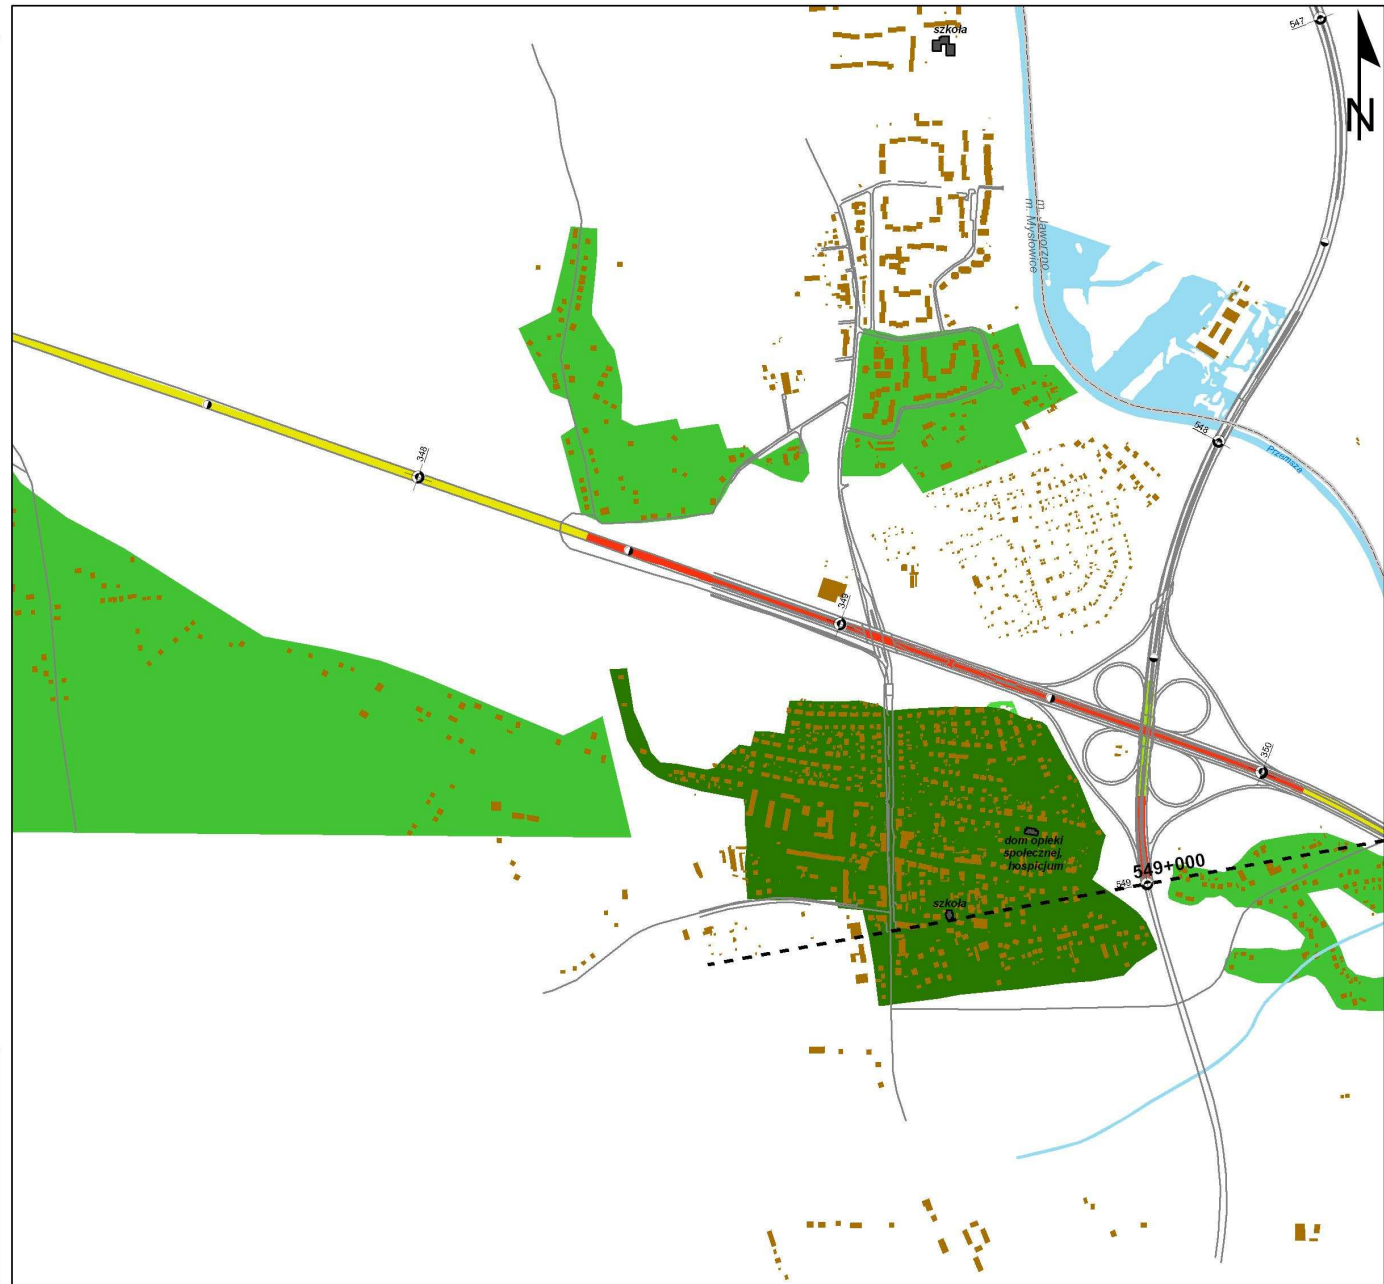 szkoła
547
N
m. Jaworzno
m. Mysłowice
548
Przemsza
348
349
350
dom opieki
społecznej,
hospicjum
549+000
549
szkoła